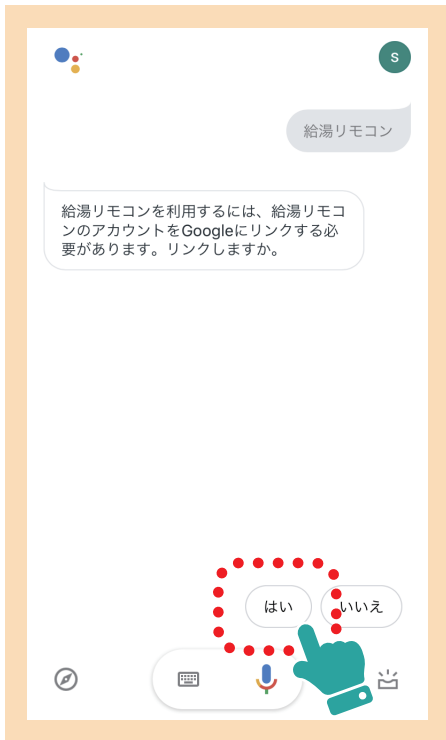 S
給湯リモコン
給湯リモコンを利用するには、給湯リモコ
ンのアカウントをGoogleにリンクする必
要があります。リンクしますか。
はい
いいえ